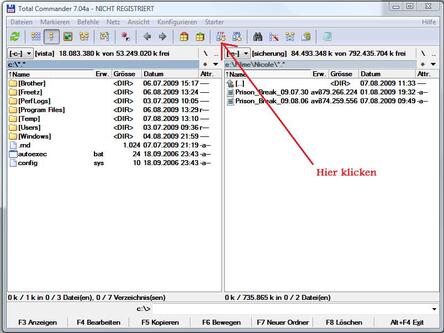 Total Commander 7.04a - NICHT REGISTRIERT
Dateien Markieren Befehle Netz Ansicht Konfigurieren Starter Hilfe
[-c-] [vista] 18.083.380 k von 53.249.020 k frei \ ..
[-e-] [sicherung] 84.493.348 k von 792.435.704 k frei \ ..
c:\*.*
e:\Filme\Nicole\*.*
Name Erw. Grösse Datum Attr.
[Brother] <DIR> 06.07.2009 15:17 ----
[Freetz] <DIR> 06.08.2009 13:24 ----
[PerfLogs] <DIR> 03.07.2009 10:05 ----
[Program Files] <DIR> 13.07.2009 13:29 r---
[Temp] <DIR> 07.07.2009 13:10 ----
[Users] <DIR> 03.07.2009 09:36 r---
[Windows] <DIR> 04.08.2009 21:58 ----
.rnd 1.024 07.07.2009 21:19 -a--
autoexec bat 24 18.09.2006 23:43 -a--
config sys 10 18.09.2006 23:43 -a--
Name Erw. Grösse Datum Attr.
[..] <DIR> 07.08.2009 11:33 ----
Prison_Break_09.07.30 av 879.266.224 01.08.2009 19:32 -a--
Prison_Break_09.08.06 av 874.259.556 07.08.2009 09:49 -a--
Hier klicken
0 k / 1 k in 0 / 3 Datei(en), 0 / 7 Verzeichnis(sen)
0 k / 735.865 k in 0 / 2 Datei(en)
c:\>
F3 Anzeigen F4 Bearbeiten F5 Kopieren F6 Bewegen F7 Neuer Ordner F8 Löschen Alt+F4 Exit